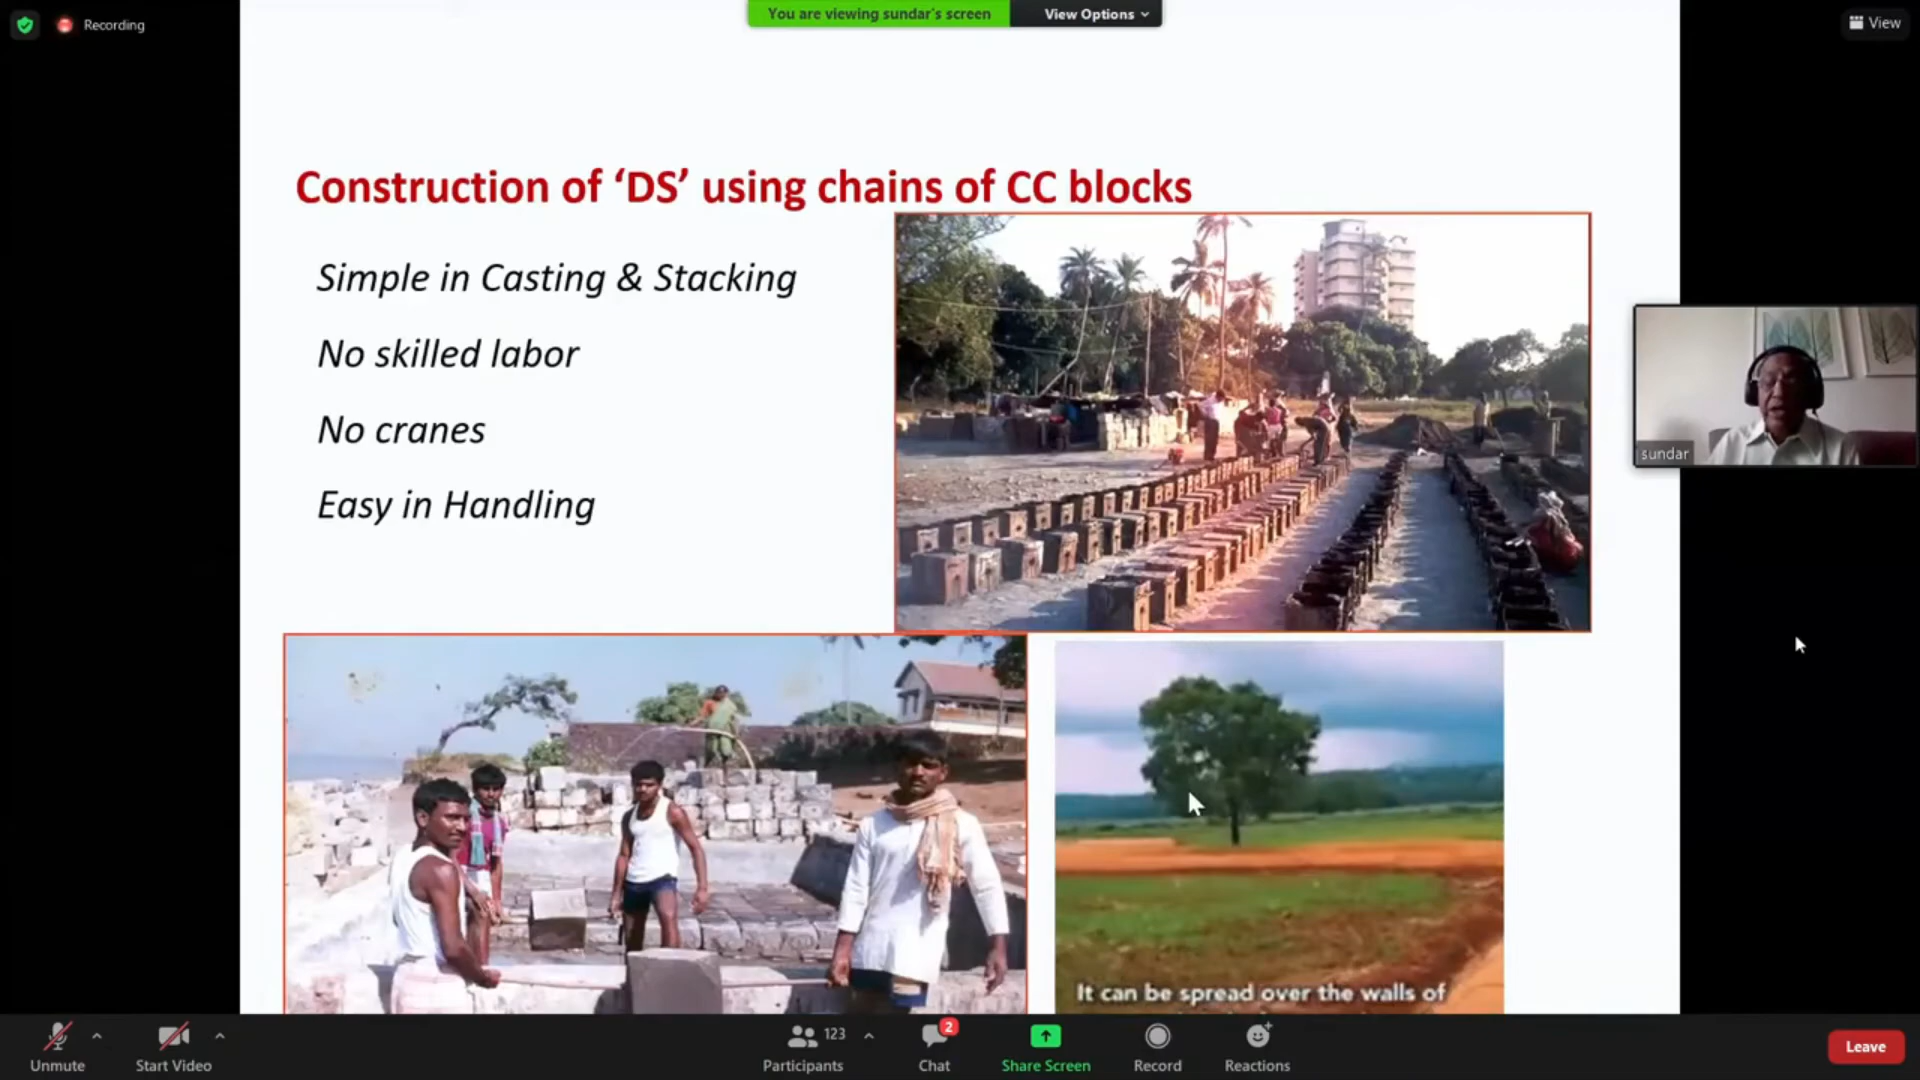 Recording
You are viewing sundar's screen
View Options
View
Construction of ‘DS’ using chains of CC blocks
Simple in Casting & Stacking
No skilled labor
No cranes
Easy in Handling
sundar
It can be spread over the walls of
Unmute
Start Video
123
Participants
2
Chat
Share Screen
Record
Reactions
Leave